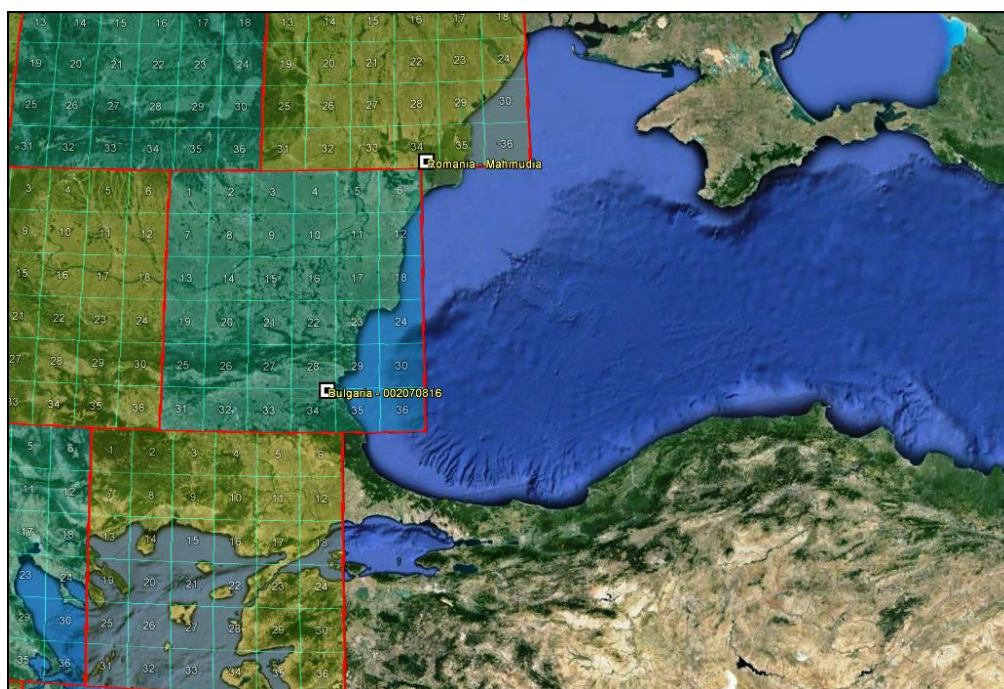 13 14 15 16 17 18 13 14 15 16 17 18
19 20 21 22 23 24 19 20 21 22 23 24
25 26 27 28 29 30 25 26 27 28 29 30
31 32 33 34 35 36 31 32 33 34 35 36
Romania - Mahmudia
3 4 5 6 1 2 3 4 5 6
9 10 11 12 7 8 9 10 11 12
15 16 17 18 13 14 15 16 17 18
21 22 23 24 19 20 21 22 23 24
27 28 29 30 25 26 27 28 29 30
Bulgaria - 002070816
33 34 35 36 31 32 33 34 35 36
5 6 1 2 3 4 5 6
11 12 7 8 9 10 11 12
17 18 13 14 15 16 17 18
23 24 19 20 21 22 23 24
29 30 25 26 27 28 29 30
35 36 31 32 33 34 35 36